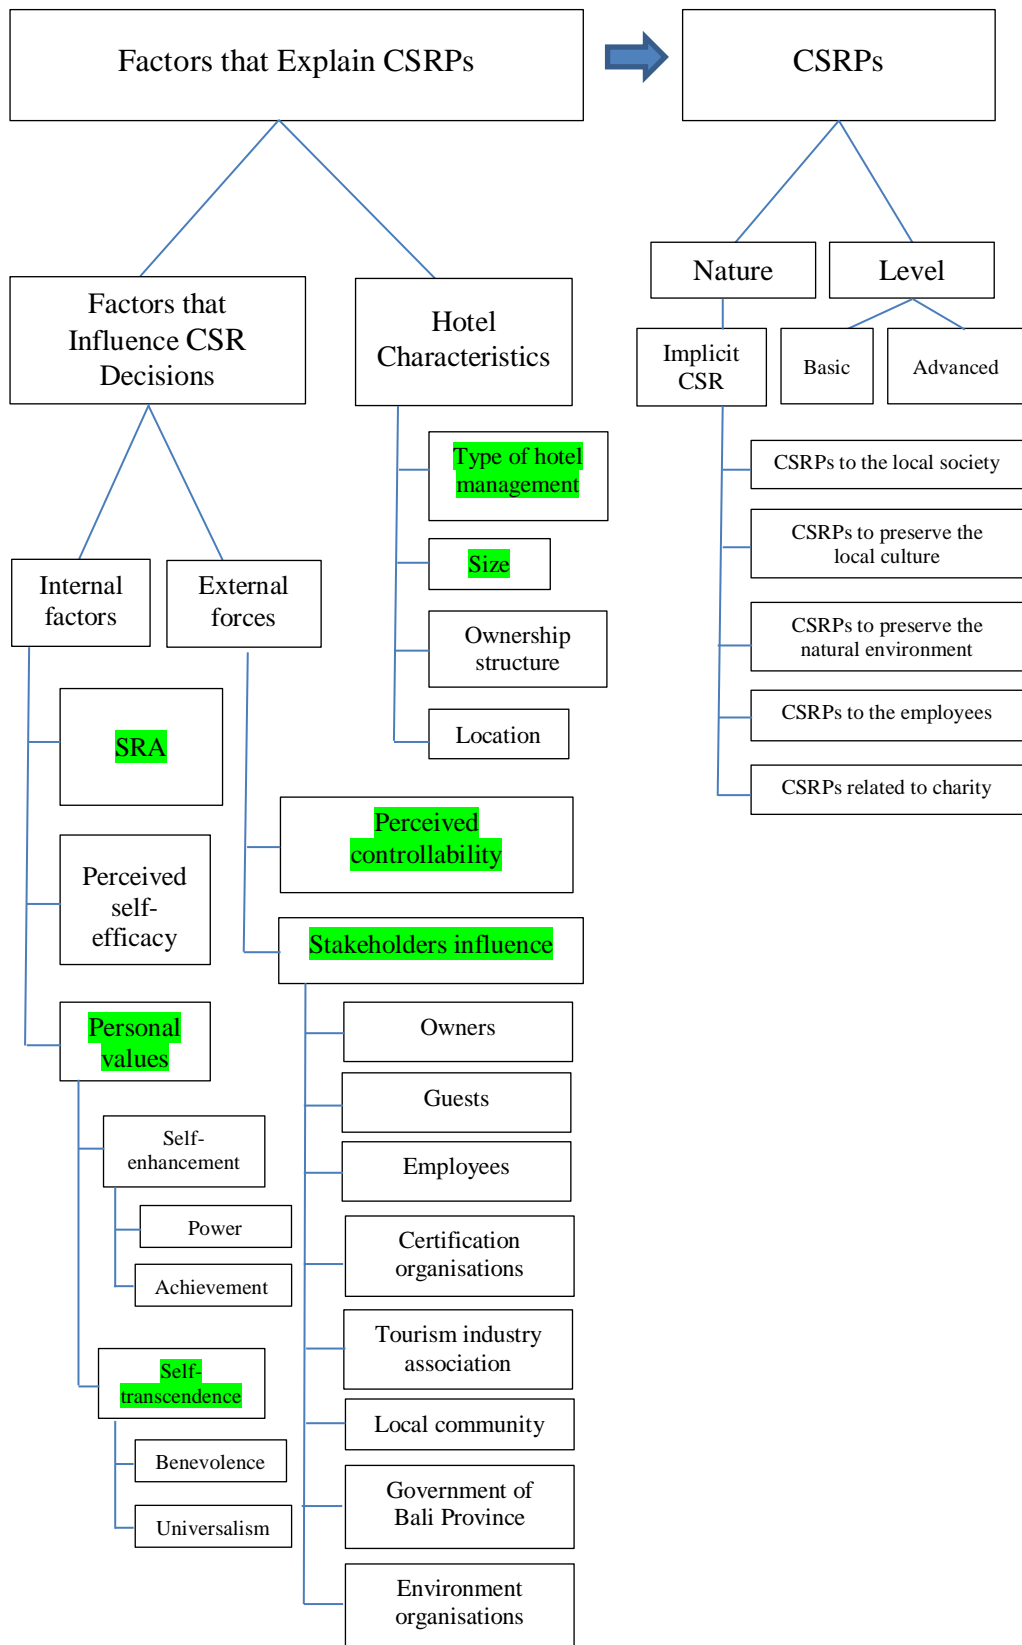 Factors that Explain CSRPs
CSRPs
Factors that
Influence CSR
Decisions
Hotel
Characteristics
Nature
Level
Implicit
CSR
Basic
Advanced
Type of hotel
management
Size
Ownership
structure
Location
CSRPs to the local society
CSRPs to preserve the
local culture
CSRPs to preserve the
natural environment
CSRPs to the employees
CSRPs related to charity
Internal
factors
External
forces
SRA
Perceived
self-
efficacy
Personal
values
Self-
enhancement
Power
Achievement
Self-
transcendence
Benevolence
Universalism
Perceived
controllability
Stakeholders influence
Owners
Guests
Employees
Certification
organisations
Tourism industry
association
Local community
Government of
Bali Province
Environment
organisations